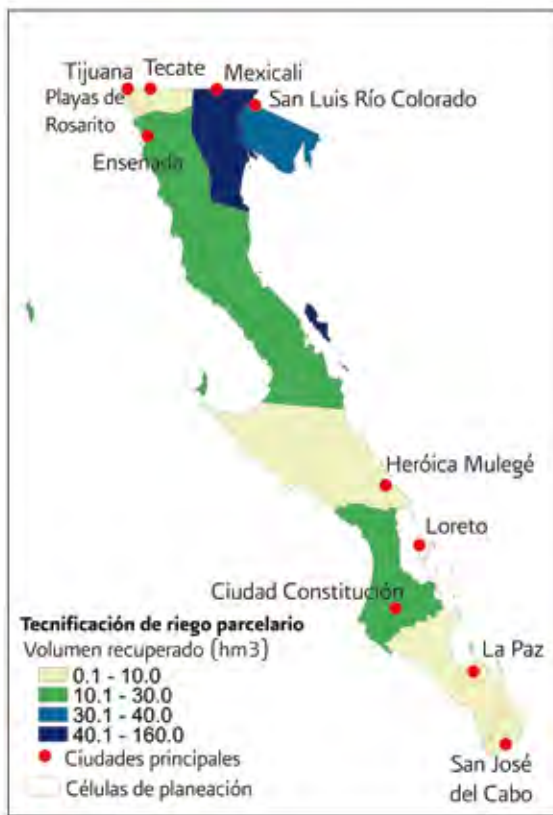 Tijuana Tecate Mexicali
Playas de San Luis Río Colorado
Rosarito
Ensenada
Heróica Mulegé
Loreto
Ciudad Constitución
Tecnificación de riego parcelario
Volumen recuperado (hm3)
0.1 - 10.0
10.1 - 30.0
30.1 - 40.0
40.1 - 160.0
Ciudades principales
Células de planeación
La Paz
San José
del Cabo